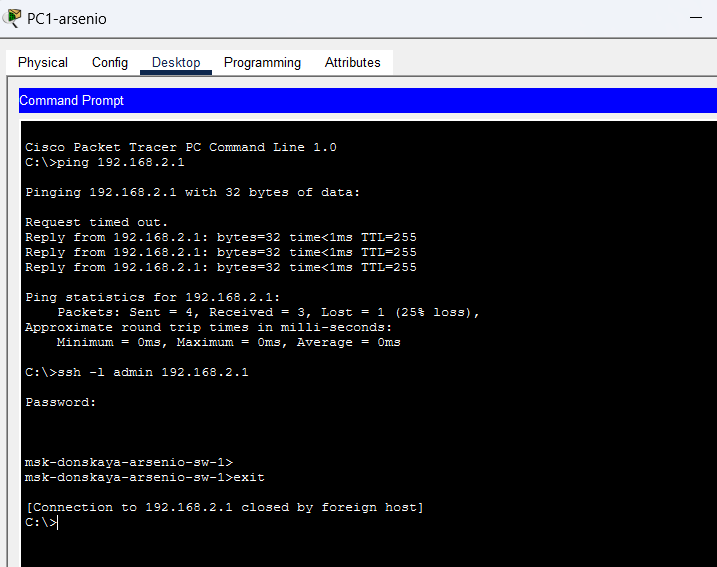 PC1-arsenio
Physical Config Desktop Programming Attributes
Command Prompt
Cisco Packet Tracer PC Command Line 1.0
C:\>ping 192.168.2.1
Pinging 192.168.2.1 with 32 bytes of data:
Request timed out.
Reply from 192.168.2.1: bytes=32 time<1ms TTL=255
Reply from 192.168.2.1: bytes=32 time<1ms TTL=255
Reply from 192.168.2.1: bytes=32 time<1ms TTL=255
Ping statistics for 192.168.2.1:
    Packets: Sent = 4, Received = 3, Lost = 1 (25% loss),
Approximate round trip times in milli-seconds:
    Minimum = 0ms, Maximum = 0ms, Average = 0ms
C:\>ssh -l admin 192.168.2.1
Password:
msk-donskaya-arsenio-sw-1>
msk-donskaya-arsenio-sw-1>exit
[Connection to 192.168.2.1 closed by foreign host]
C:\>